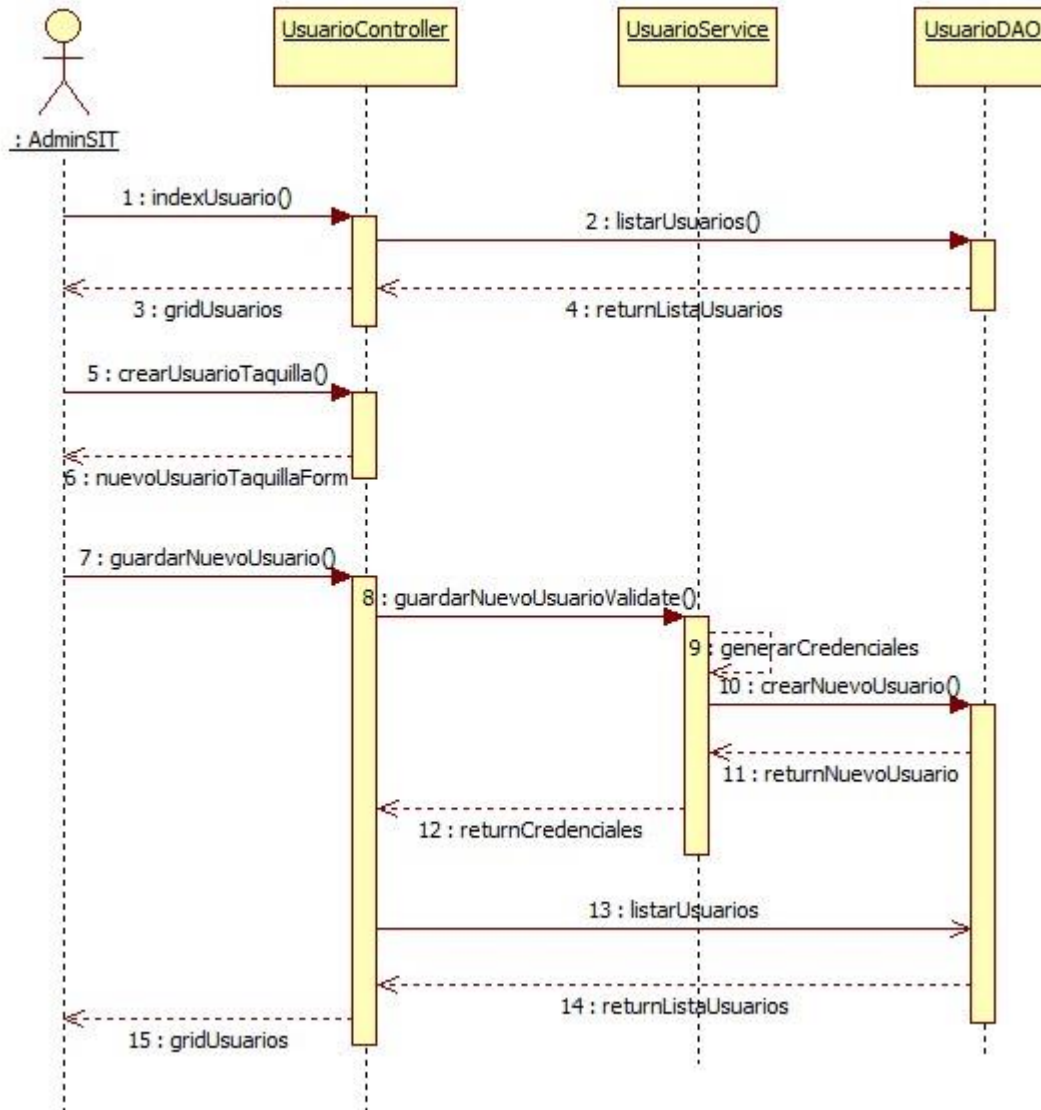 UsuarioController
UsuarioService
UsuarioDAO
: AdminSIT
1 : indexUsuario()
2 : listarUsuarios()
3 : gridUsuarios
4 : returnListaUsuarios
5 : crearUsuarioTaquilla()
6 : nuevoUsuarioTaquillaForm
7 : guardarNuevoUsuario()
8 : guardarNuevoUsuarioValidate()
9 : generarCredenciales
10 : crearNuevoUsuario()
11 : returnNuevoUsuario
12 : returnCredenciales
13 : listarUsuarios
14 : returnListaUsuarios
15 : gridUsuarios